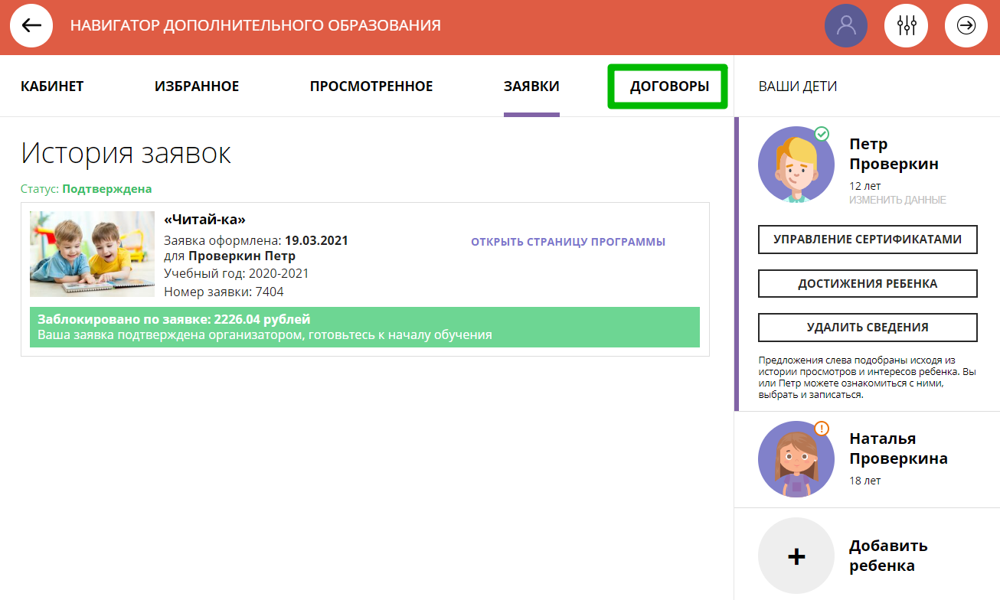 НАВИГАТОР ДОПОЛНИТЕЛЬНОГО ОБРАЗОВАНИЯ
КАБИНЕТ ИЗБРАННОЕ ПРОСМОТРЕННОЕ ЗАЯВКИ ДОГОВОРЫ
История заявок
Статус: Подтверждена
«Читай-ка»
Заявка оформлена: 19.03.2021
для Проверкин Петр
Учебный год: 2020-2021
Номер заявки: 7404
ОТКРЫТЬ СТРАНИЦУ ПРОГРАММЫ
Заблокировано по заявке: 2226.04 рублей
Ваша заявка подтверждена организатором, готовьтесь к началу обучения
ВАШИ ДЕТИ
Петр
Проверкин
12 лет
ИЗМЕНИТЬ ДАННЫЕ
УПРАВЛЕНИЕ СЕРТИФИКАТАМИ
ДОСТИЖЕНИЯ РЕБЕНКА
УДАЛИТЬ СВЕДЕНИЯ
Предложения слева подобраны исходя из
истории просмотров и интересов ребенка. Вы
или Петр можете ознакомиться с ними,
выбрать и записаться.
Наталья
Проверкина
18 лет
Добавить
ребенка